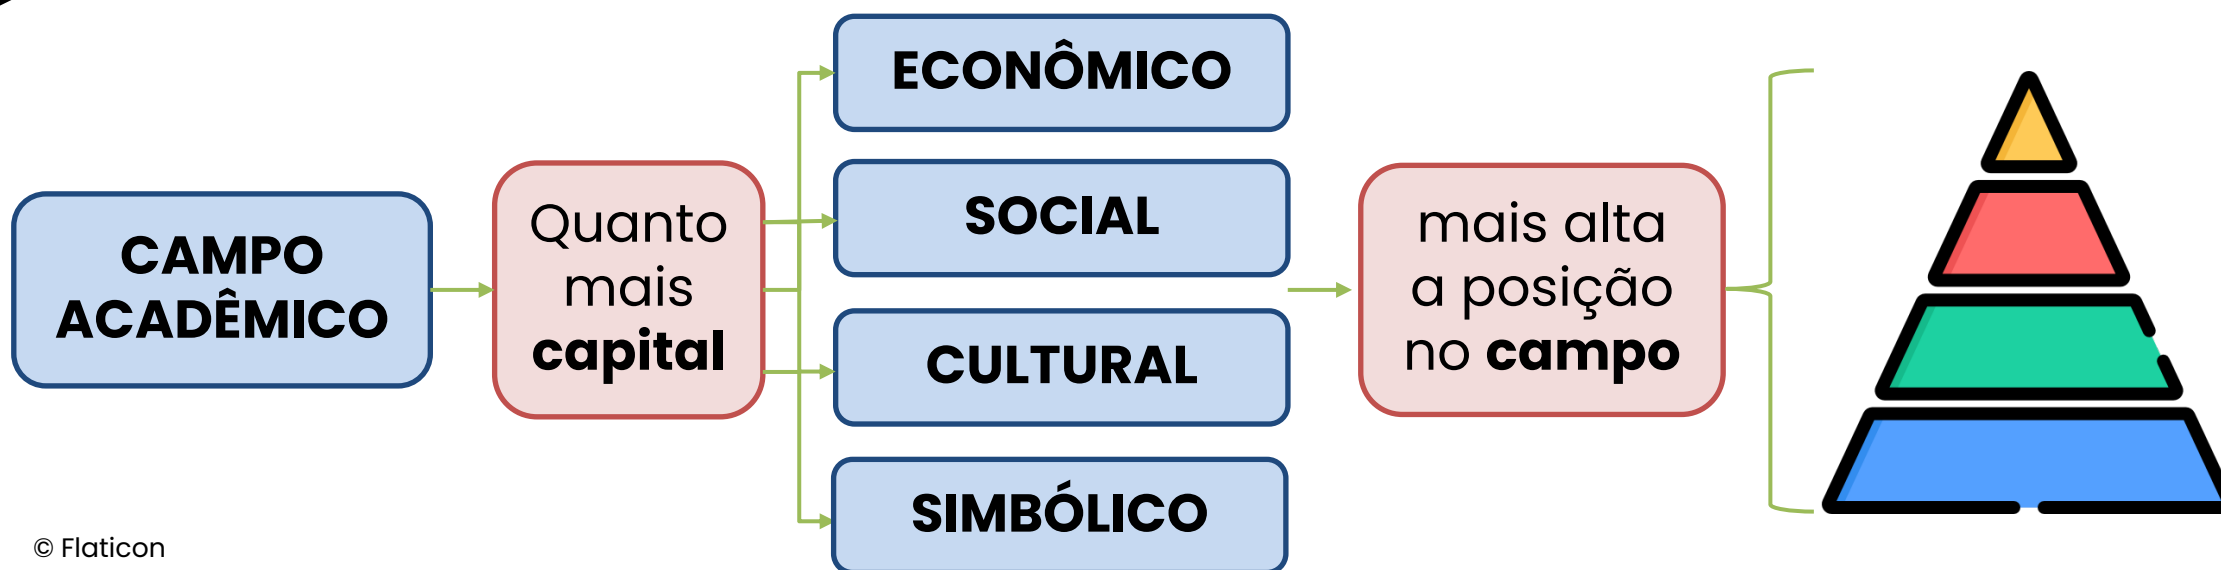 CAMPO
ACADÊMICO
Quanto
mais
capital
ECONÔMICO
SOCIAL
CULTURAL
SIMBÓLICO
mais alta
a posição
no campo
© Flaticon